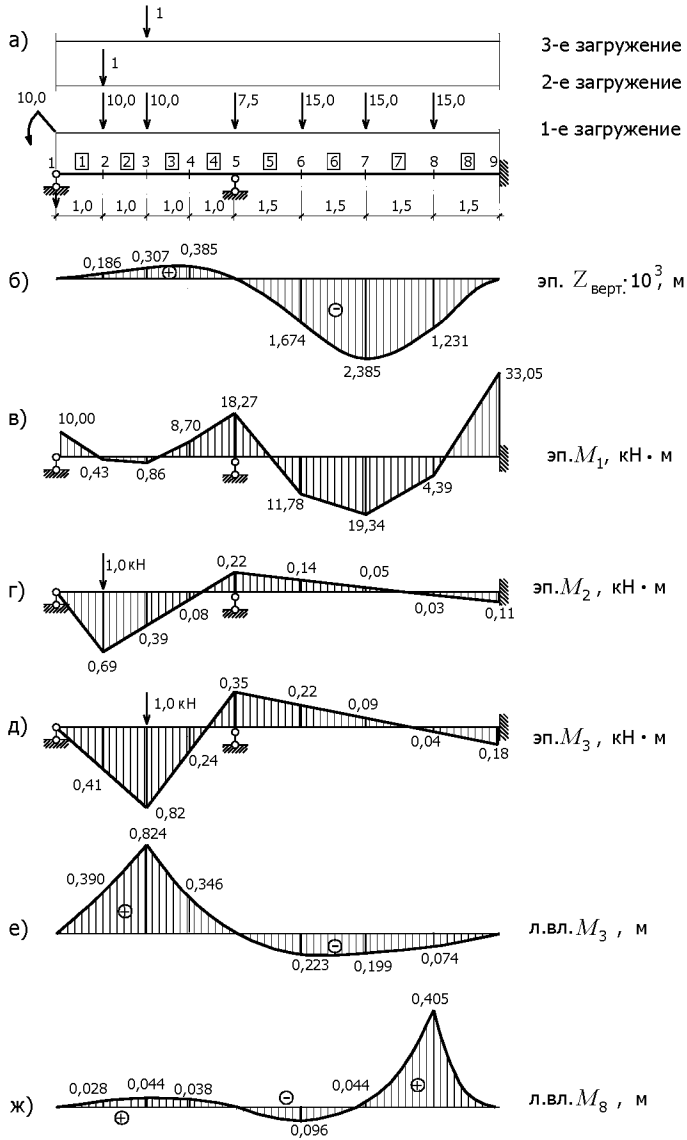 а)
1
3-е загружение
1
2-е загружение
10,0 10,0 10,0 7,5 15,0 15,0 15,0
1-е загружение
1 1 2 2 3 3 4 4 5 5 6 6 7 7 8 8 9
1,0 1,0 1,0 1,0 1,5 1,5 1,5 1,5
б)
0,186 0,307 0,385
+ −
1,674 2,385 1,231
эп. Z верт.·10³, м
в)
10,00 0,43 0,86 8,70 18,27 11,78 19,34 4,39 33,05
эп.M₁, кН·м
г)
1,0 кН
0,69 0,39 0,08 0,22 0,14 0,05 0,03 0,11
эп.M₂, кН·м
д)
1,0 кН
0,41 0,82 0,24 0,35 0,22 0,09 0,04 0,18
эп.M₃, кН·м
е)
0,390 0,824 0,346
+ −
0,223 0,199 0,074
л.вл.M₃, м
ж)
0,028 0,044 0,038 0,096 0,044 0,405
+ − +
л.вл.M₈, м